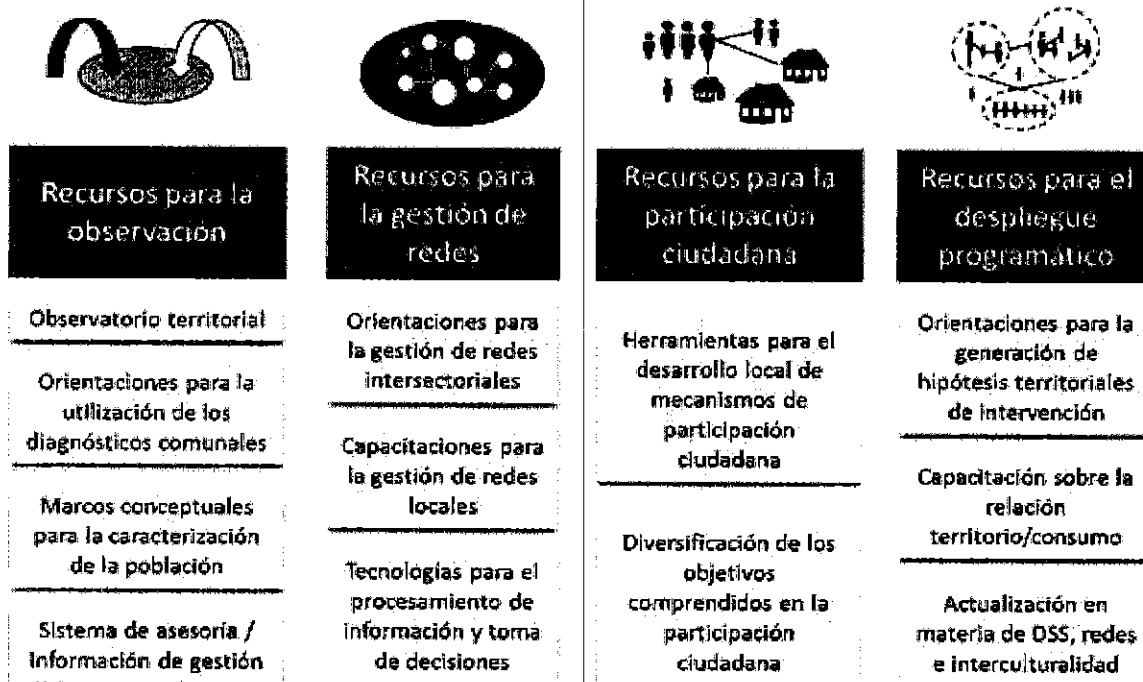 Recursos para la
observación
Observatorio territorial
Orientaciones para la
utilización de los
diagnósticos comunales
Marcos conceptuales
para la caracterización
de la población
Sistema de asesoría /
Información de gestión
Recursos para
la gestión de
redes
Orientaciones para
la gestión de redes
intersectoriales
Capacitaciones para
la gestión de redes
locales
Tecnologías para el
procesamiento de
información y toma
de decisiones
Recursos para la
participación
ciudadana
Herramientas para el
desarrollo local de
mecanismos de
participación
ciudadana
Diversificación de los
objetivos
comprendidos en la
participación
ciudadana
Recursos para el
despliegue
programático
Orientaciones para la
generación de
hipótesis territoriales
de intervención
Capacitación sobre la
relación
territorio/consumo
Actualización en
materia de DSS, redes
e interculturalidad